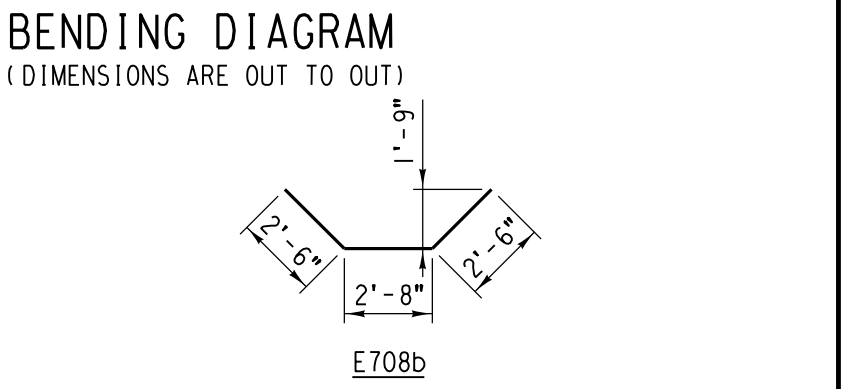 BENDING DIAGRAM
(DIMENSIONS ARE OUT TO OUT)
1'-9"
2'-6"
2'-6"
2'-8"
E708b